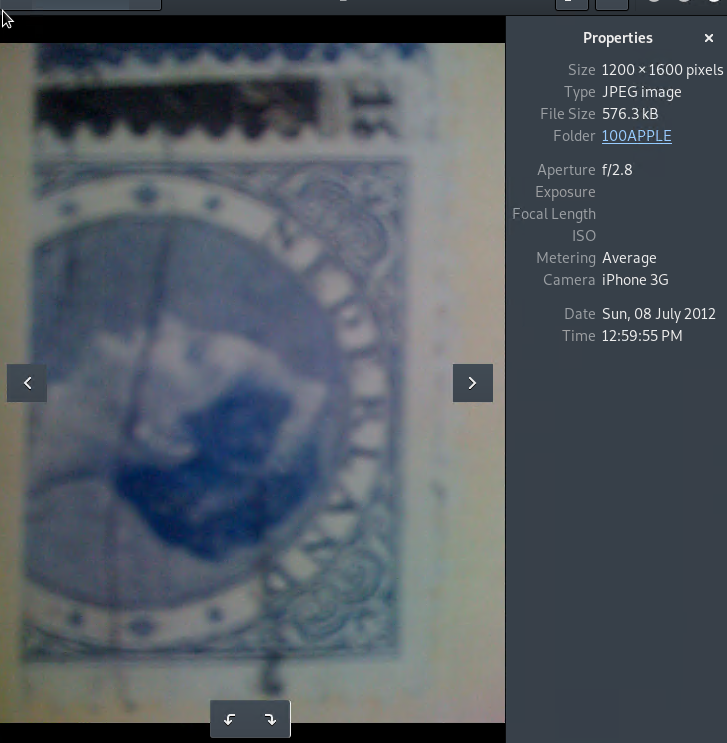 Properties
Size 1200 × 1600 pixels
Type JPEG image
File Size 576.3 kB
Folder 100APPLE
Aperture f/2.8
Exposure
Focal Length
ISO
Metering Average
Camera iPhone 3G
Date Sun, 08 July 2012
Time 12:59:55 PM
NEDERLAND